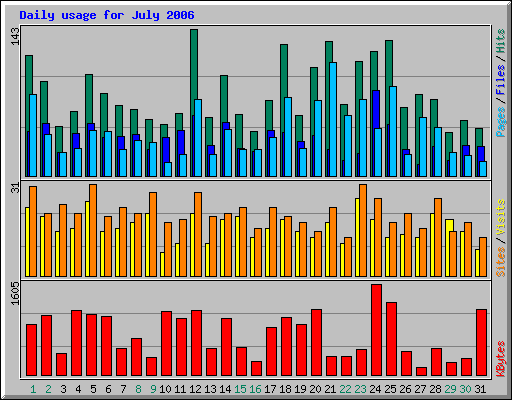 Daily usage for July 2006
143
Pages / Files / Hits
31
Sites / Visits
1605
KBytes
1 2 3 4 5 6 7 8 9 10 11 12 13 14 15 16 17 18 19 20 21 22 23 24 25 26 27 28 29 30 31